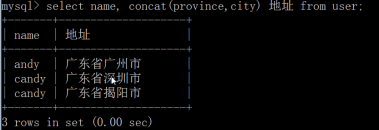 mysql> select name, concat(province,city) 地址 from user;
+-------+------------------+
| name | 地址 |
+-------+------------------+
| andy | 广东省广州市 |
| candy | 广东省深圳市 |
| candy | 广东省揭阳市 |
+-------+------------------+
3 rows in set (0.00 sec)